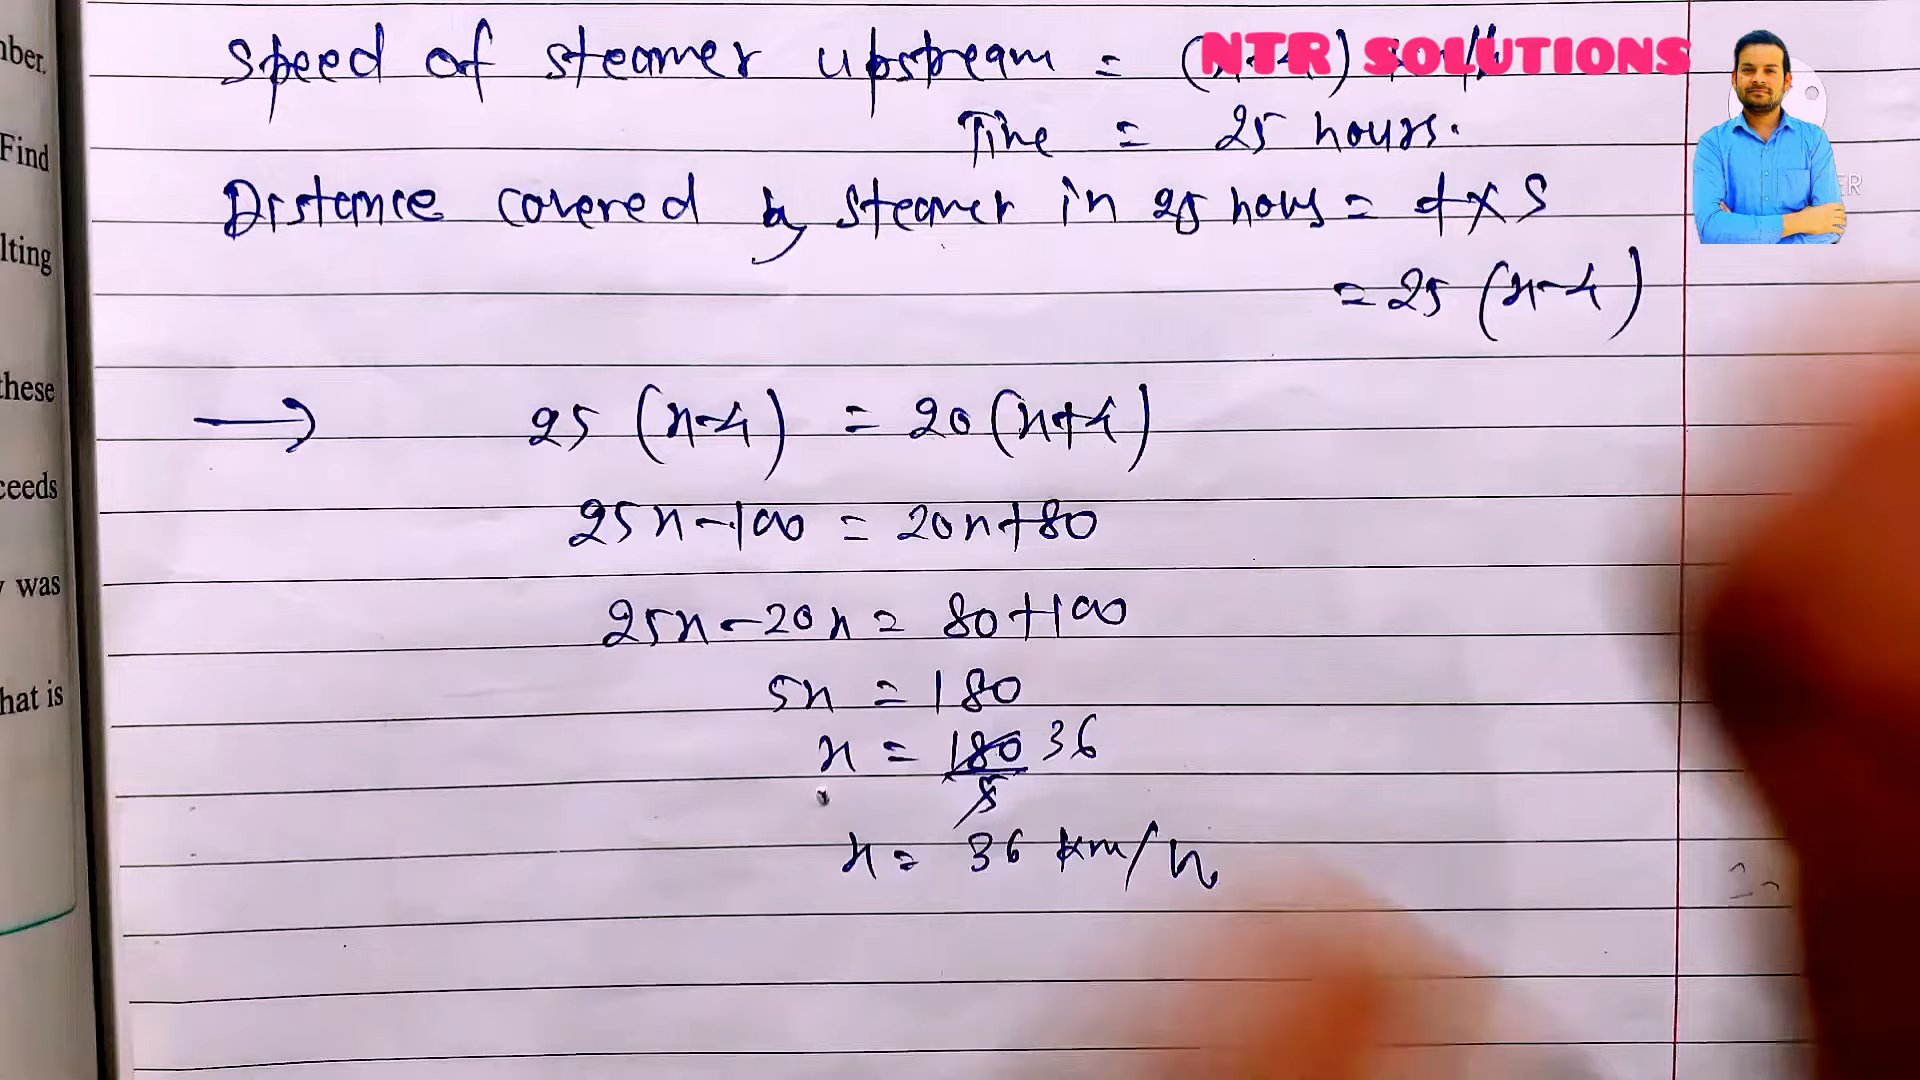 mber.
Find
lting
these
ceeds
y was
hat is
Speed of steamer upstream = (
NTR SOLUTIONS
Time = 25 hours.
Distance covered by steamer in 25 hours = t×S
= 25 (x-4)
→ 25 (x-4) = 20 (x+4)
25x-100 = 20x+80
25x-20x = 80+100
5x = 180
x = 180/5 36
x = 36 km/h
ER